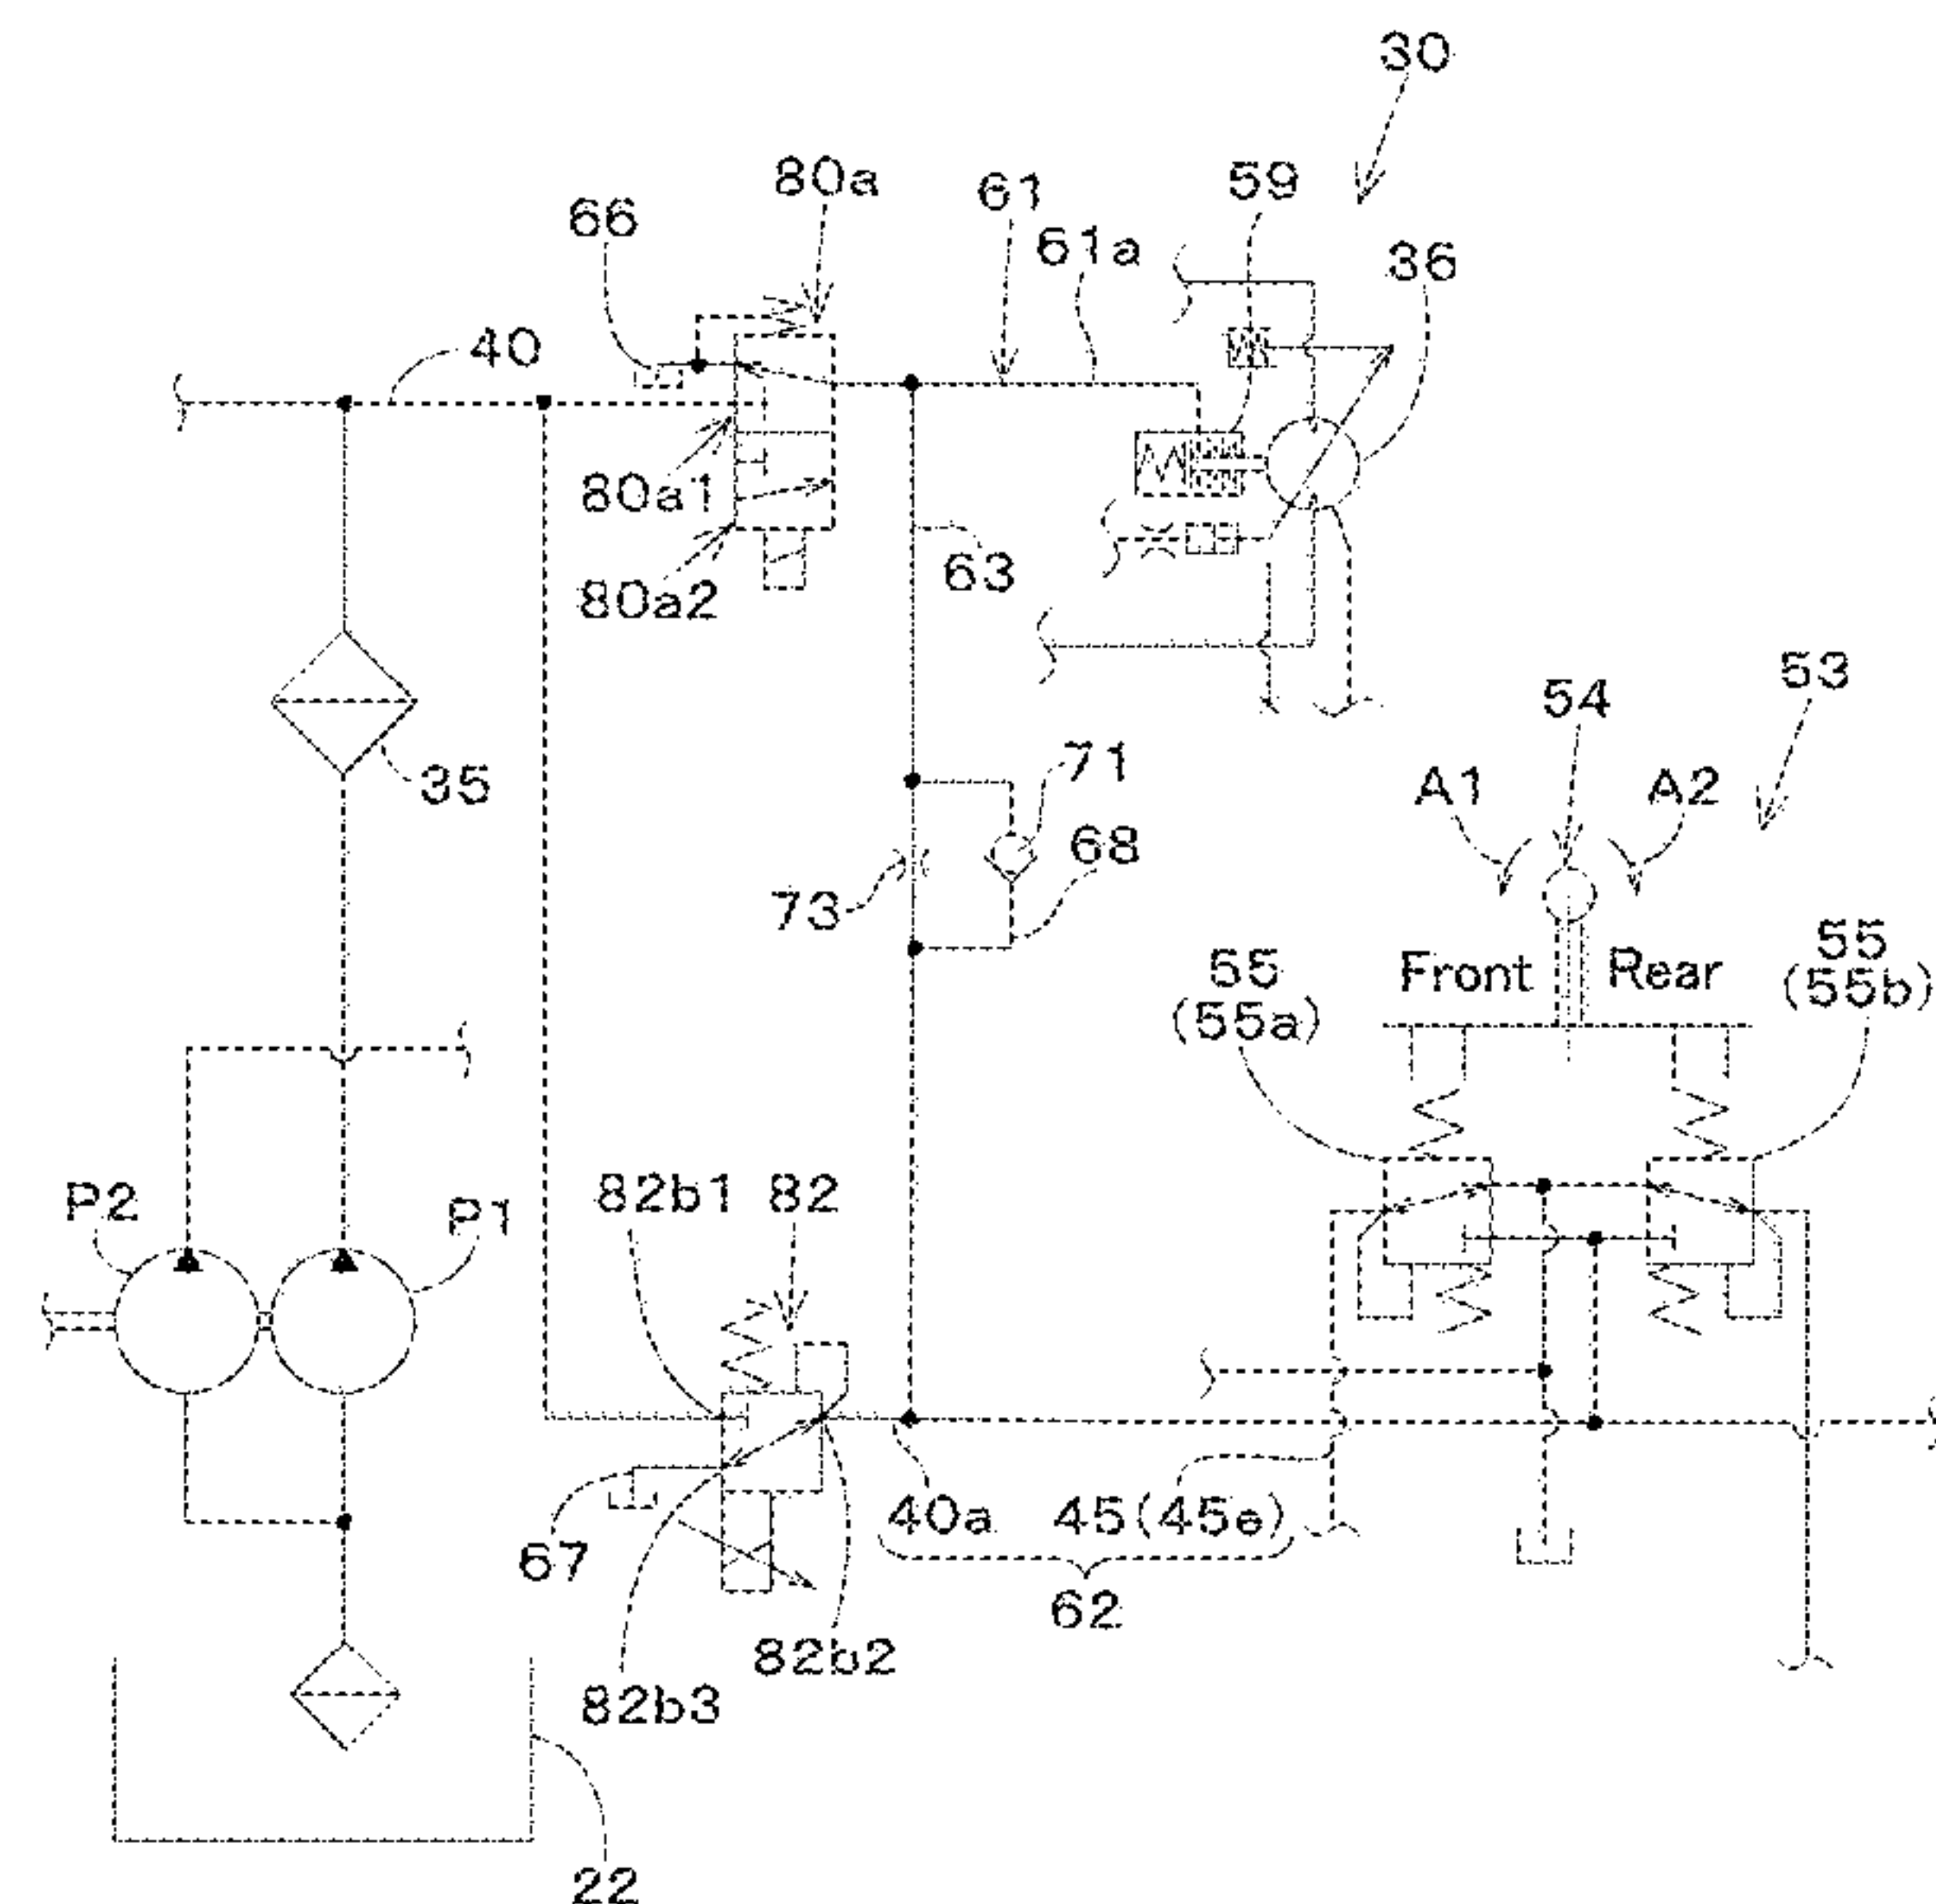 30
80a
59
61
66
61a
36
40
80a1
63
80a2
53
54
71
35
A1
A2
68
73
55
(55a)
Front
Rear
55
(55b)
82b1
82
P2
P1
40a
45(45e)
67
62
82b2
82b3
22